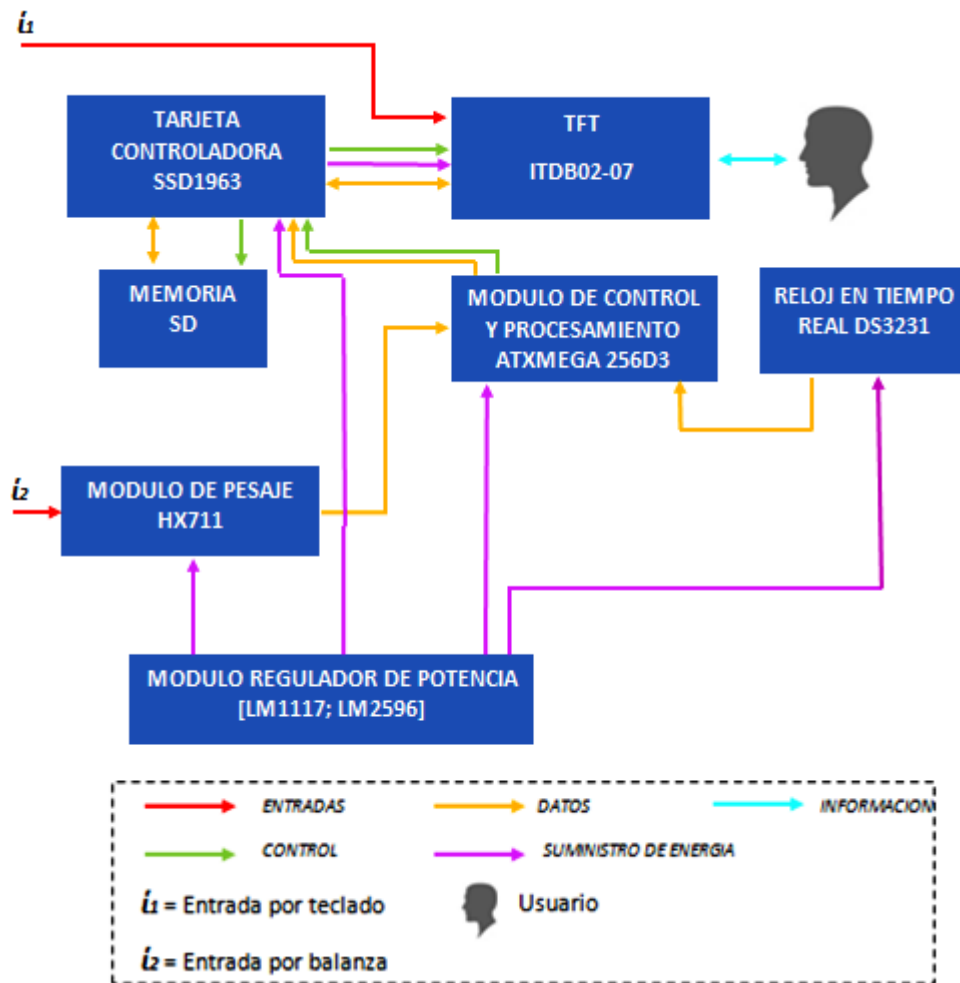 i1
TARJETA
CONTROLADORA
SSD1963
TFT
ITDB02-07
MEMORIA
SD
MODULO DE CONTROL
Y PROCESAMIENTO
ATXMEGA 256D3
RELOJ EN TIEMPO
REAL DS3231
i2
MODULO DE PESAJE
HX711
MODULO REGULADOR DE POTENCIA
[LM1117; LM2596]
ENTRADAS
DATOS
INFORMACION
CONTROL
SUMINISTRO DE ENERGIA
i1 = Entrada por teclado
Usuario
i2 = Entrada por balanza